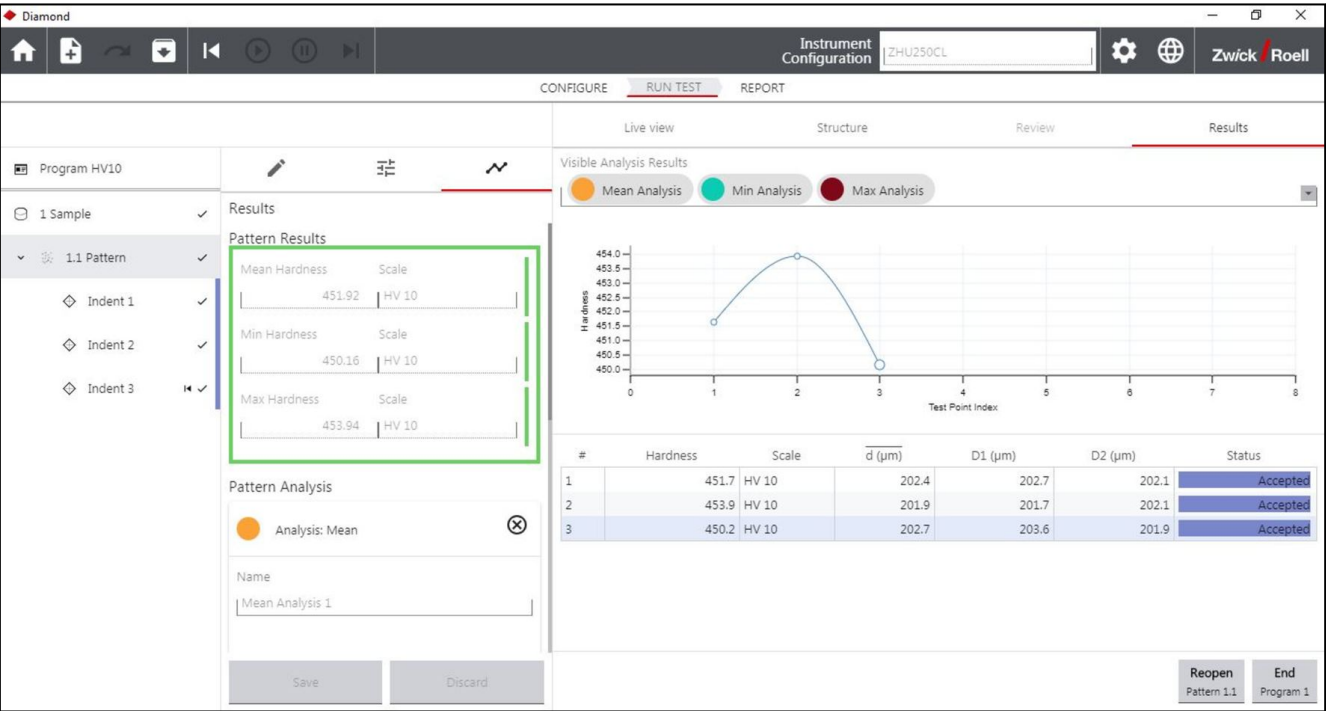 Diamond
Instrument
Configuration
ZHU250CL
Zwick Roell
CONFIGURE RUN TEST REPORT
Live view Structure Review Results
Program HV10
1 Sample
1.1 Pattern
Indent 1
Indent 2
Indent 3
Results
Pattern Results
Mean Hardness Scale
451.92 HV 10
Min Hardness Scale
450.16 HV 10
Max Hardness Scale
453.94 HV 10
Pattern Analysis
Analysis: Mean
Name
Mean Analysis 1
Save Discard
Visible Analysis Results
Mean Analysis Min Analysis Max Analysis
Hardness
454.0
453.5
453.0
452.5
452.0
451.5
451.0
450.5
450.0
0 1 2 3 4 5 6 7 8
Test Point Index
# Hardness Scale d (µm) D1 (µm) D2 (µm) Status
1 451.7 HV 10 202.4 202.7 202.1 Accepted
2 453.9 HV 10 201.9 201.7 202.1 Accepted
3 450.2 HV 10 202.7 203.6 201.9 Accepted
Reopen End
Pattern 1.1 Program 1